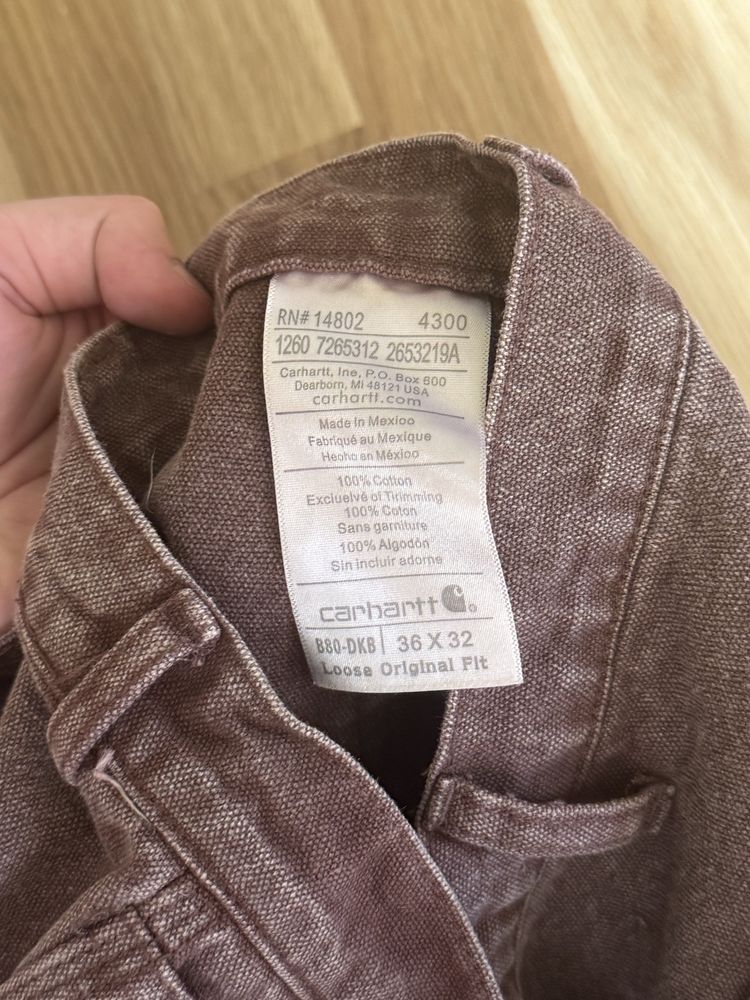 RN# 14802 4300
1260 7265312 2653219A
Carhartt, Inc, P.O. Box 600
Dearborn, MI 48121 USA
carhartt.com
Made in Mexico
Fabriqué au Mexique
Hecho en México
100% Cotton
Exclusive of Trimming
100% Coton
Sans garniture
100% Algodón
Sin incluir adorne
carhartt ®
B80-DKB | 36 X 32
Loose Original Fit